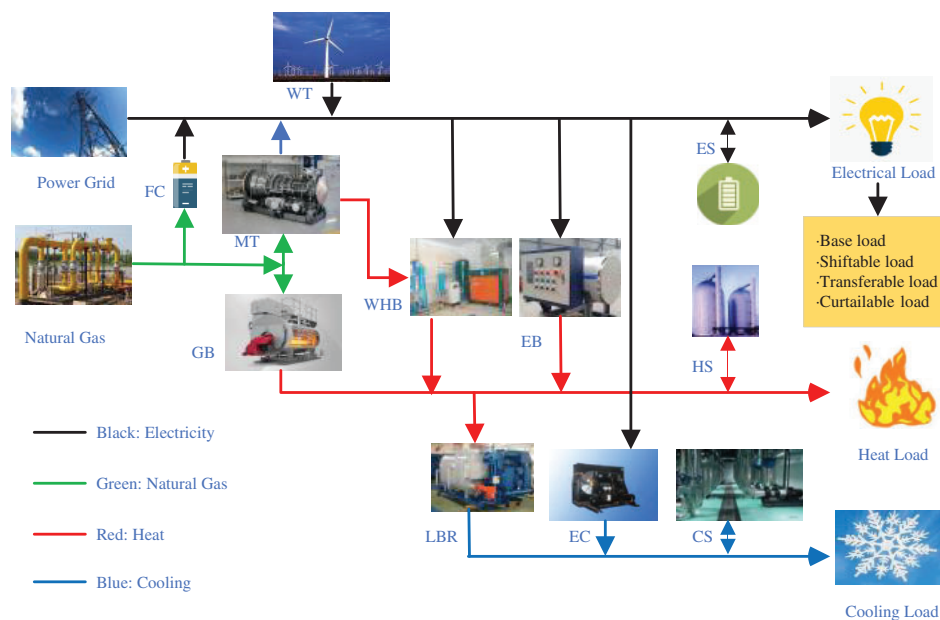 WT
Power Grid
FC
MT
ES
Electrical Load
·Base load
·Shiftable load
·Transferable load
·Curtailable load
Natural Gas
GB
WHB
EB
HS
Heat Load
Black: Electricity
Green: Natural Gas
Red: Heat
Blue: Cooling
LBR
EC
CS
Cooling Load